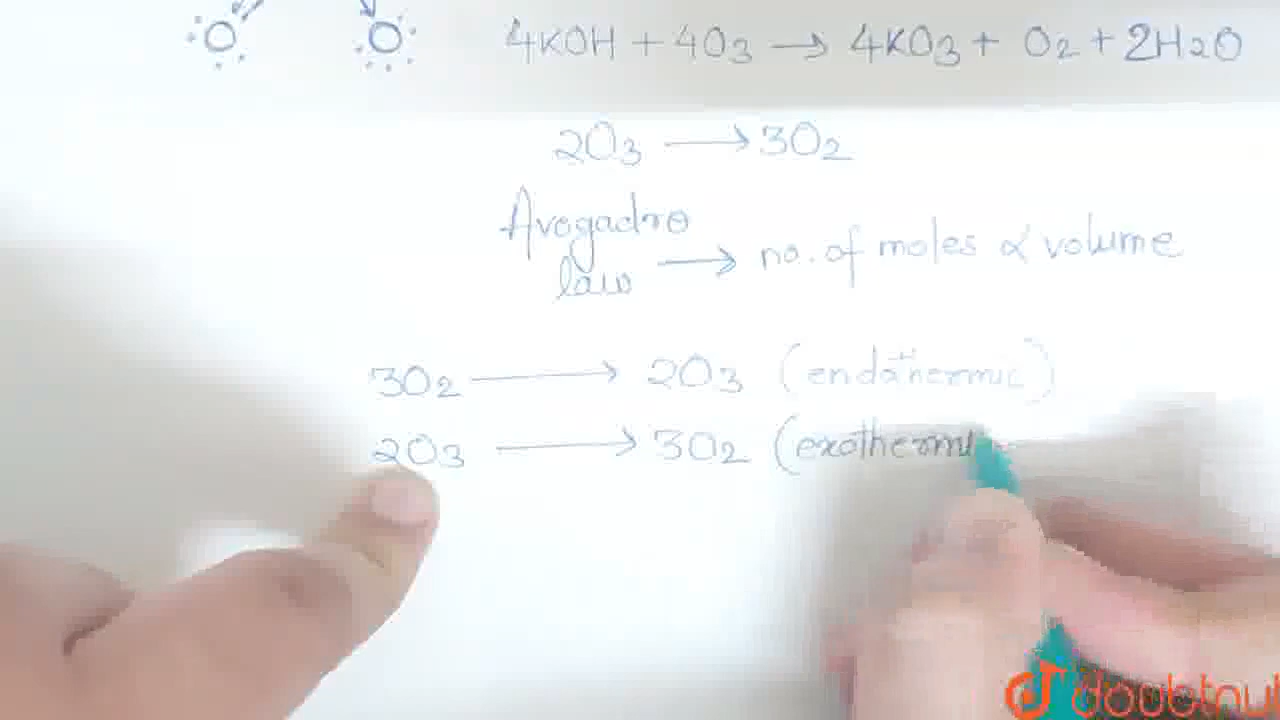 4KOH + 4O3 → 4KO3 + O2 + 2H2O
2O3 → 3O2
Avogadro
law → no. of moles ∝ volume
3O2 → 2O3 (endothermic)
2O3 → 3O2 (exothermi
doubtnut